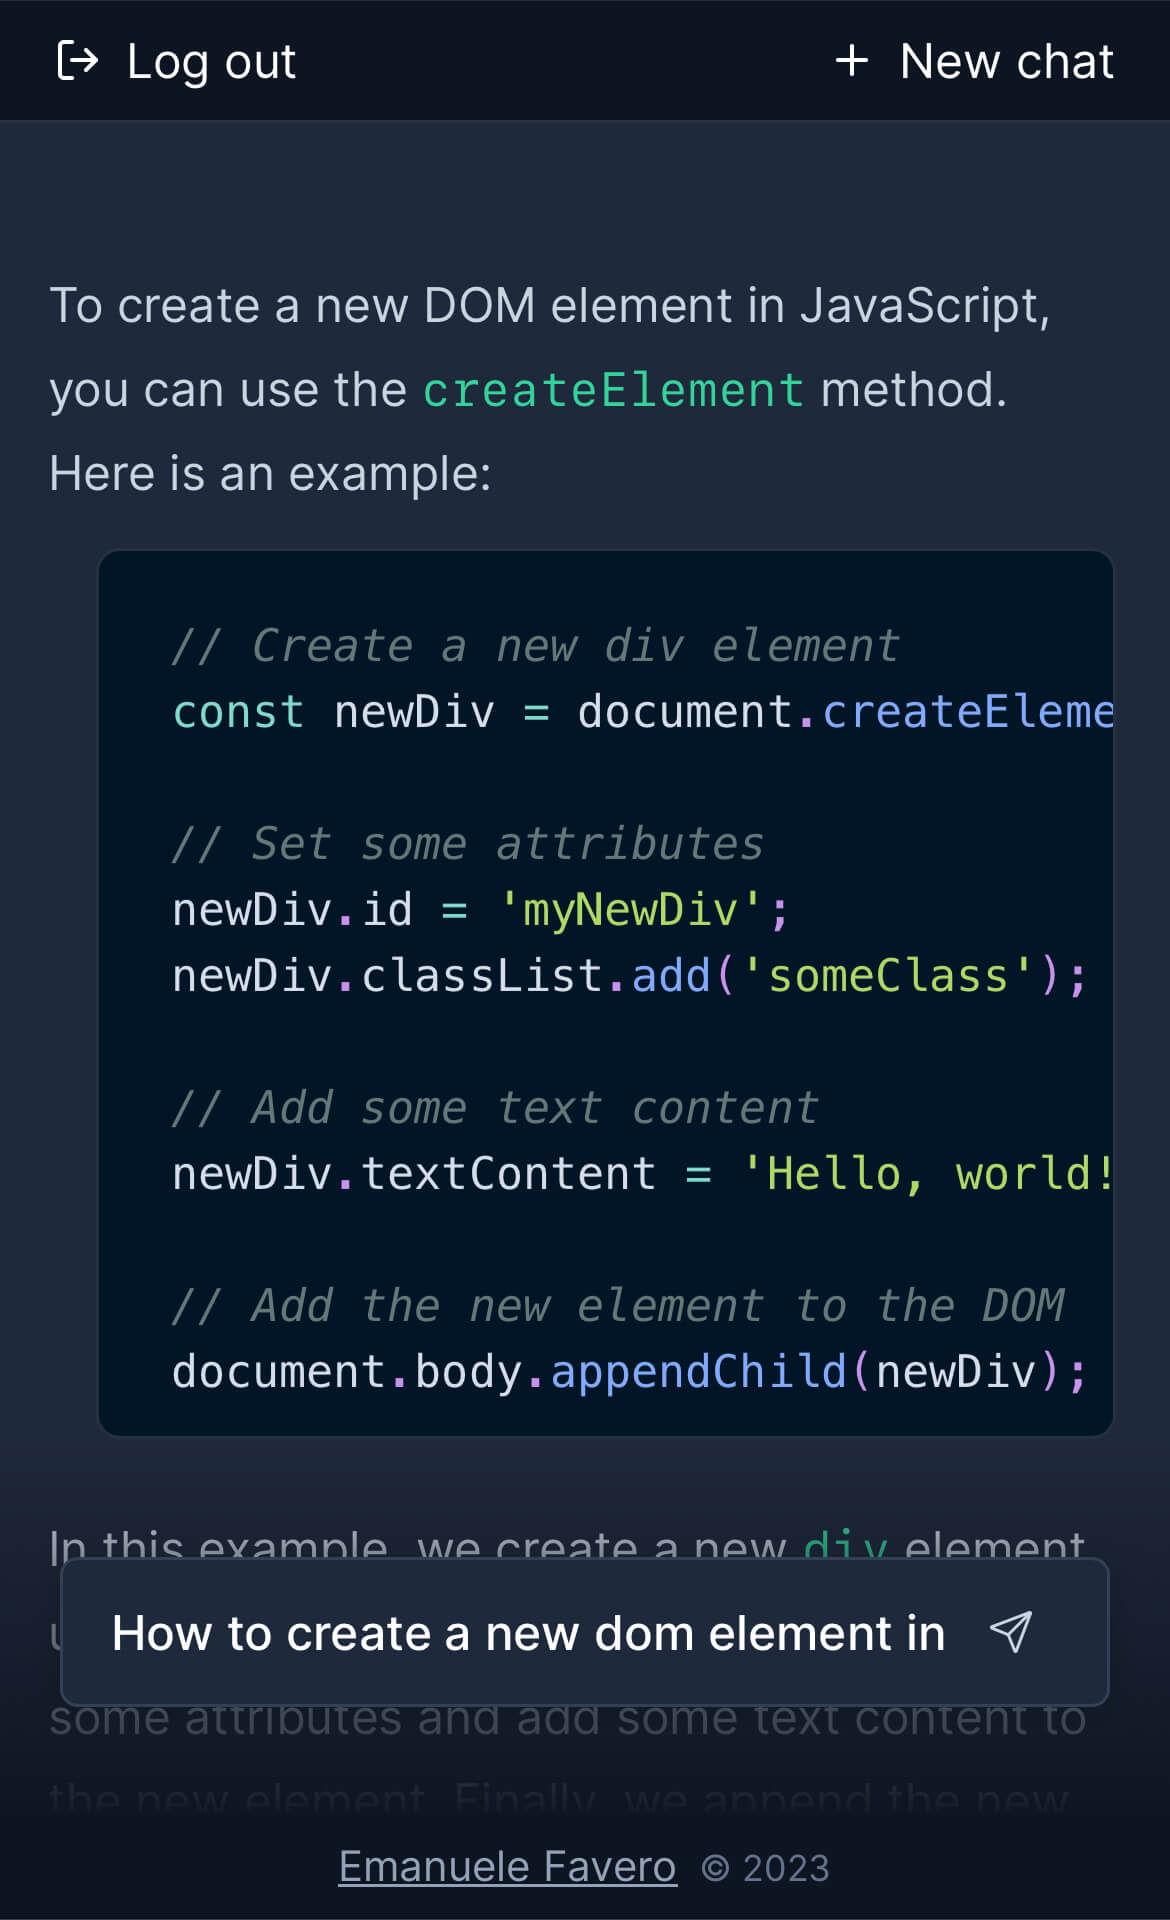 Log out
+ New chat
To create a new DOM element in JavaScript,
you can use the createElement method.
Here is an example:
// Create a new div element
const newDiv = document.createEleme
// Set some attributes
newDiv.id = 'myNewDiv';
newDiv.classList.add('someClass');
// Add some text content
newDiv.textContent = 'Hello, world!
// Add the new element to the DOM
document.body.appendChild(newDiv);
In this example, we create a new div element
How to create a new dom element in
some attributes and add some text content to
the new element. Finally, we append the new
Emanuele Favero © 2023